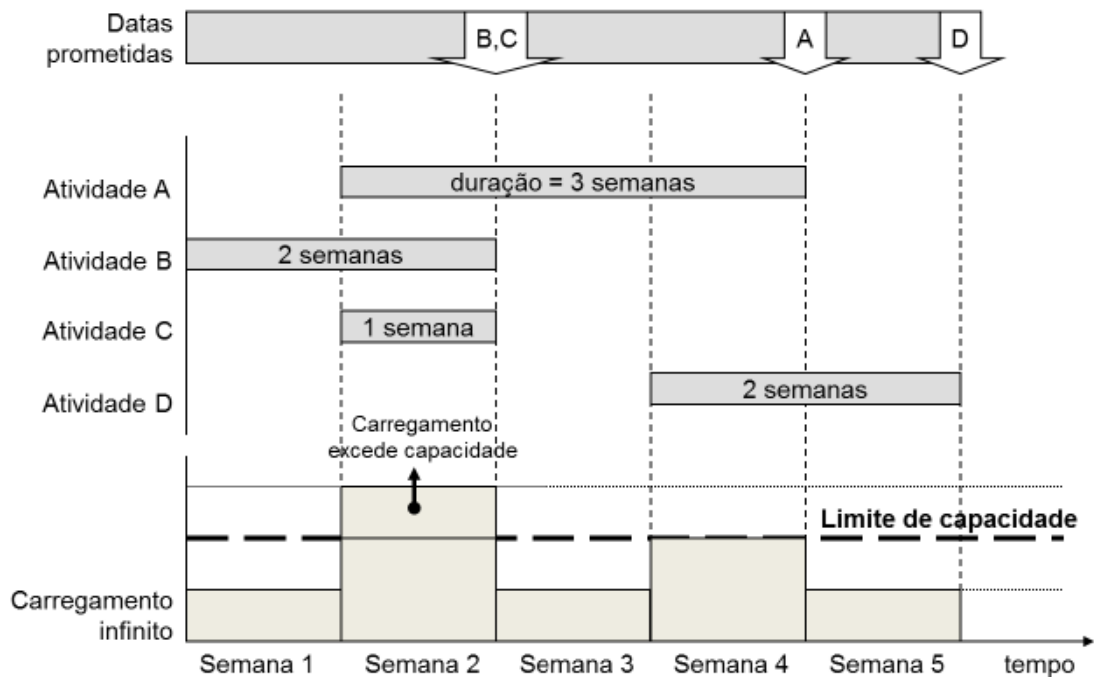 Datas
prometidas
B,C
A
D
Atividade A
duração = 3 semanas
Atividade B
2 semanas
Atividade C
1 semana
Atividade D
2 semanas
Carregamento
excede capacidade
Limite de capacidade
Carregamento
infinito
Semana 1
Semana 2
Semana 3
Semana 4
Semana 5
tempo